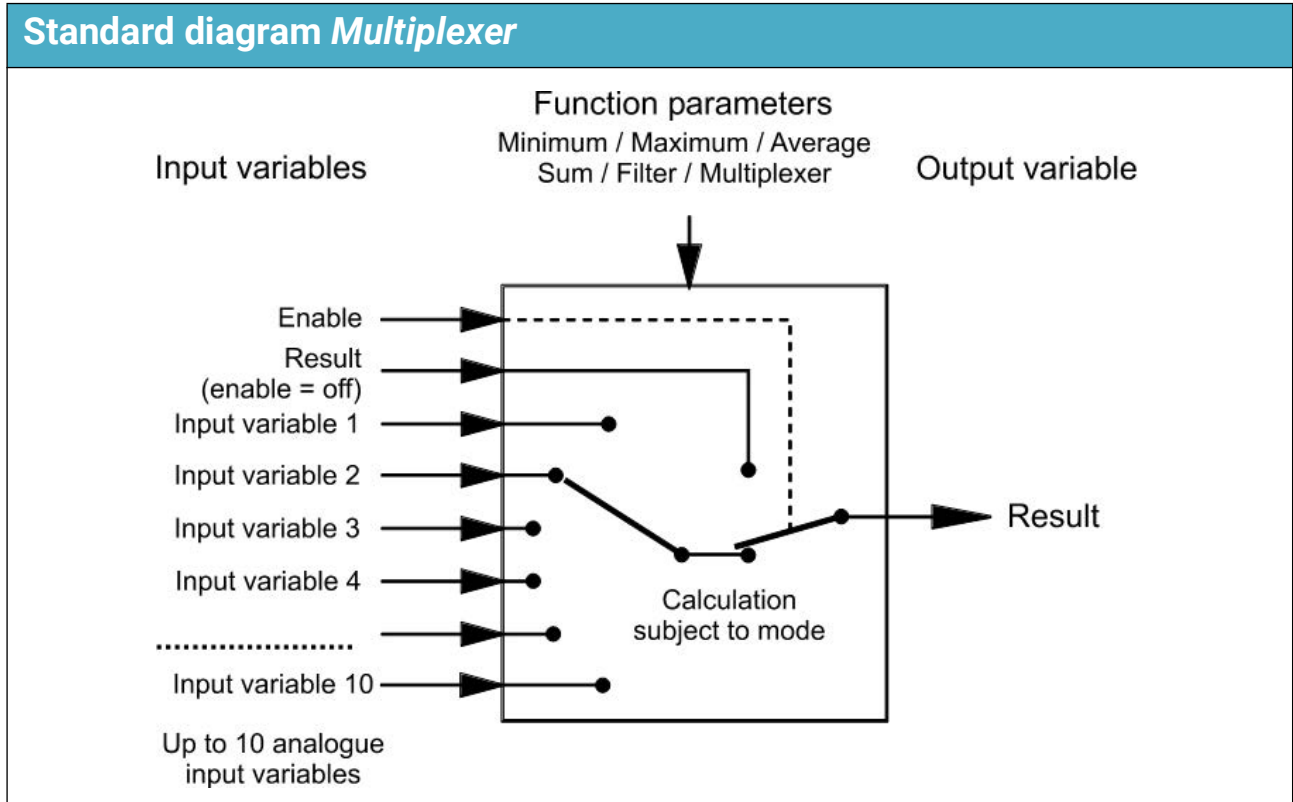 Standard diagram Multiplexer
Function parameters
Minimum / Maximum / Average
Sum / Filter / Multiplexer
Input variables
Output variable
Enable
Result
(enable = off)
Input variable 1
Input variable 2
Input variable 3
Input variable 4
....................
Input variable 10
Up to 10 analogue
input variables
Calculation
subject to mode
Result